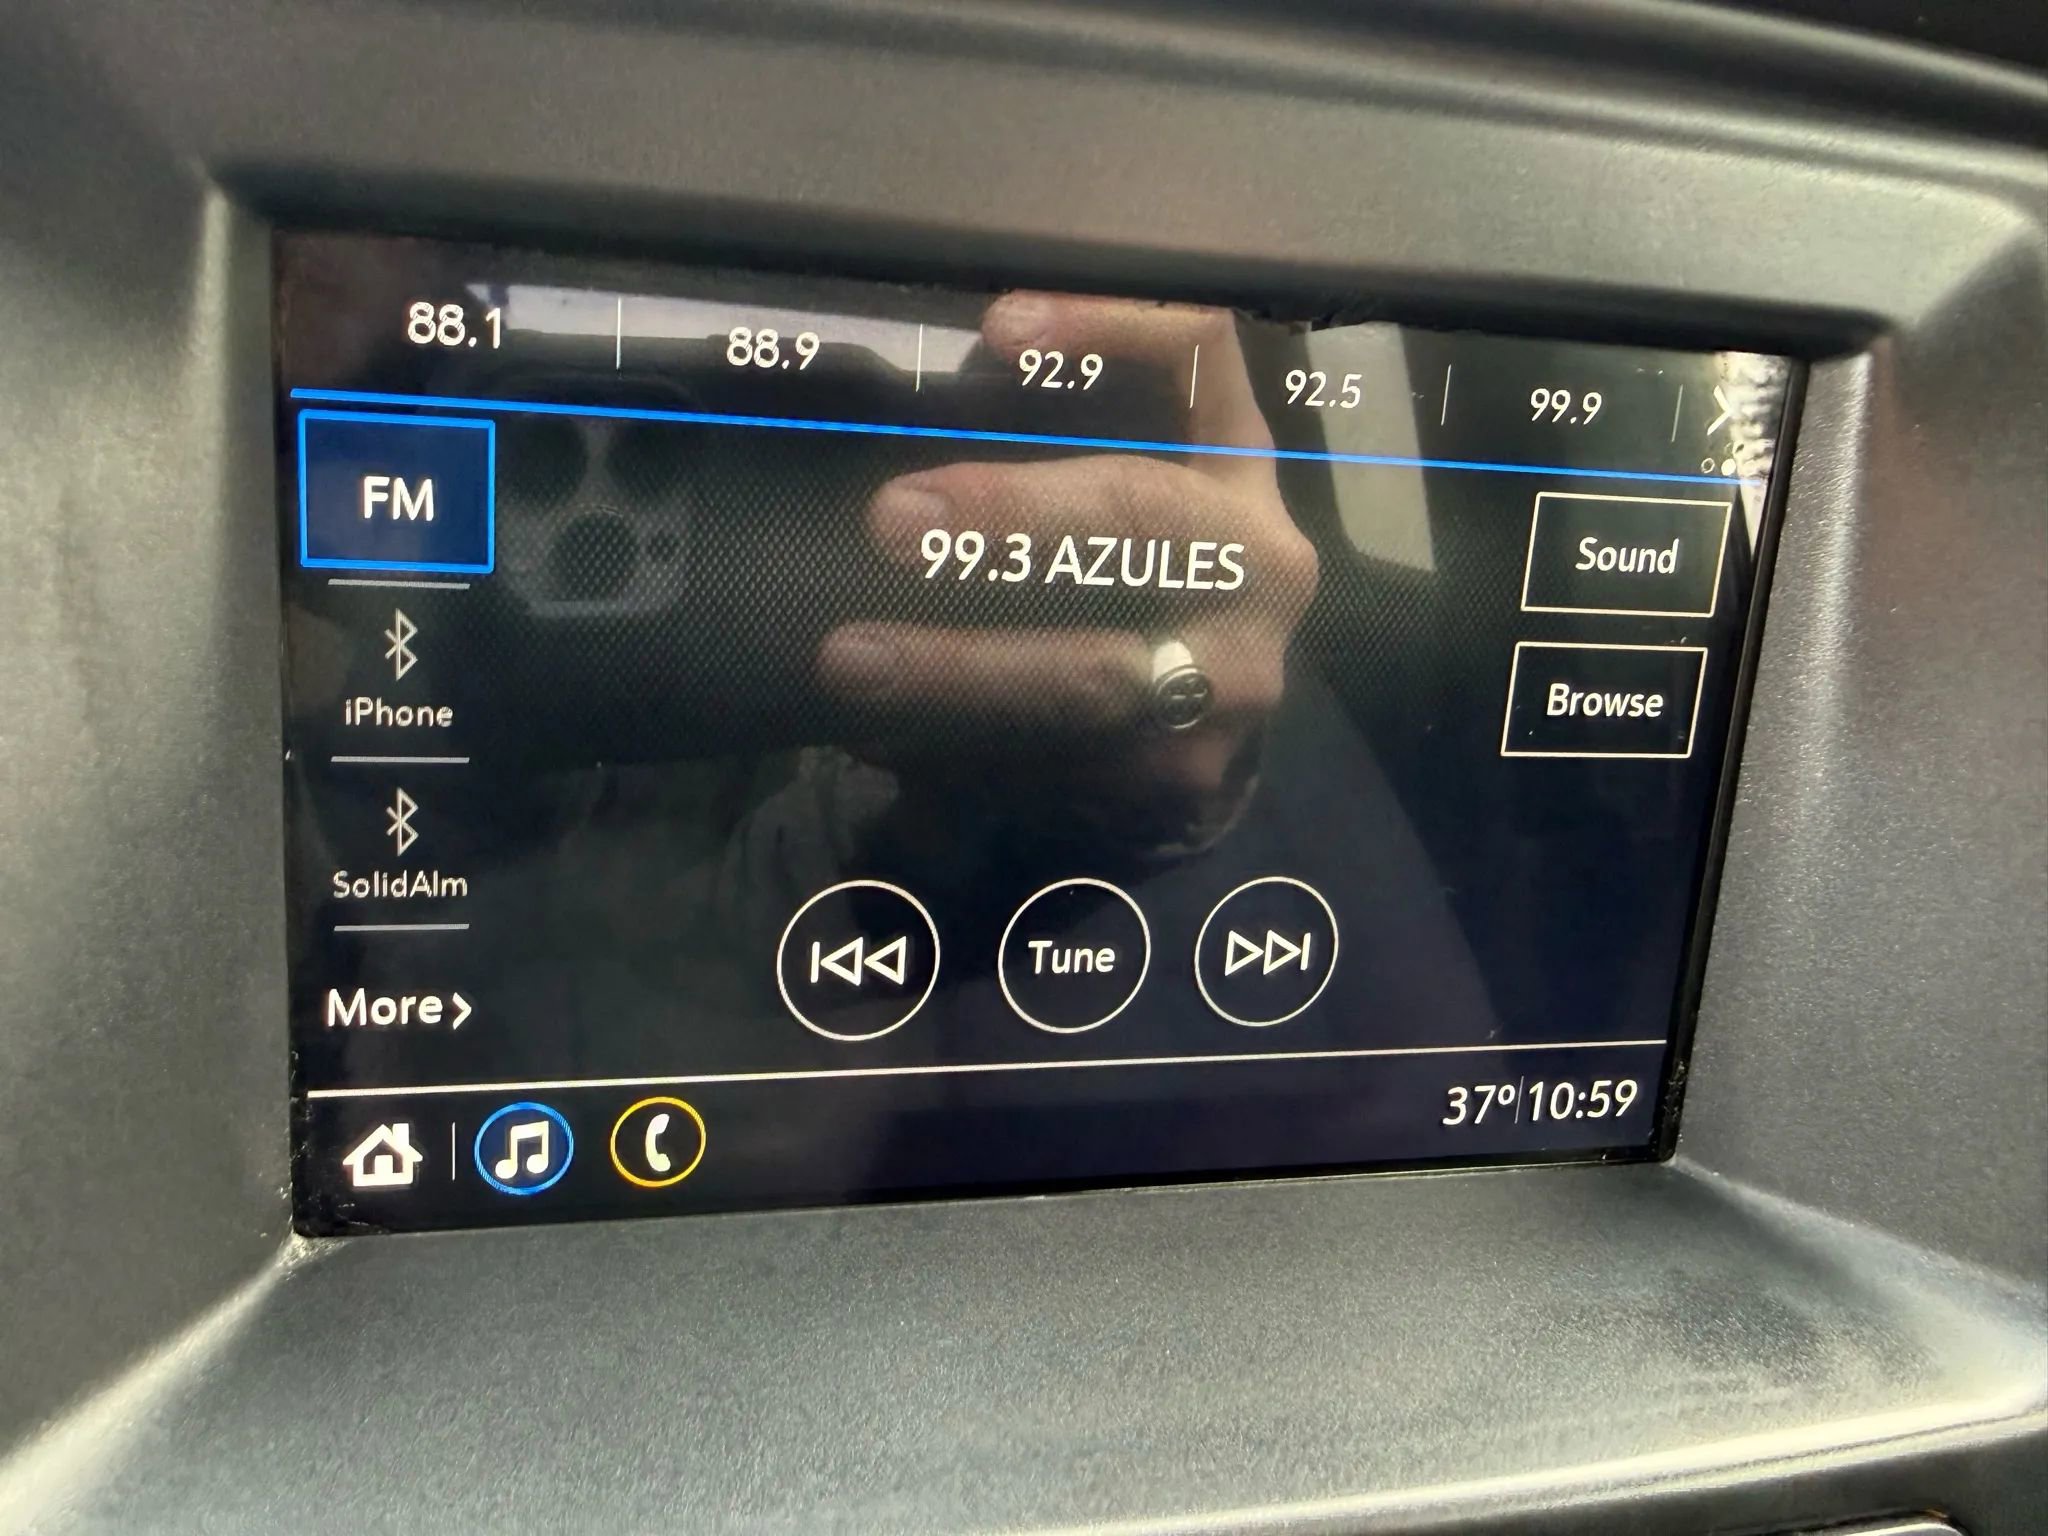 88.1 88.9 92.9 92.5 99.9
FM
99.3 AZULES
Sound
iPhone
Browse
SolidAlm
Tune
More
37° 10:59